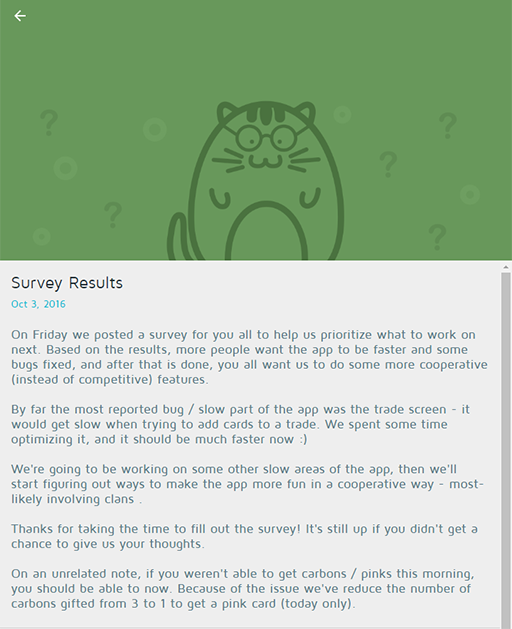 ? ? ? ? ?
Survey Results
Oct 3, 2016
On Friday we posted a survey for you all to help us prioritize what to work on
next. Based on the results, more people want the app to be faster and some
bugs fixed, and after that is done, you all want us to do some more cooperative
(instead of competitive) features.
By far the most reported bug / slow part of the app was the trade screen - it
would get slow when trying to add cards to a trade. We spent some time
optimizing it, and it should be much faster now :)
We're going to be working on some other slow areas of the app, then we'll
start figuring out ways to make the app more fun in a cooperative way - most-
likely involving clans .
Thanks for taking the time to fill out the survey! It's still up if you didn't get a
chance to give us your thoughts.
On an unrelated note, if you weren't able to get carbons / pinks this morning,
you should be able to now. Because of the issue we've reduce the number of
carbons gifted from 3 to 1 to get a pink card (today only).